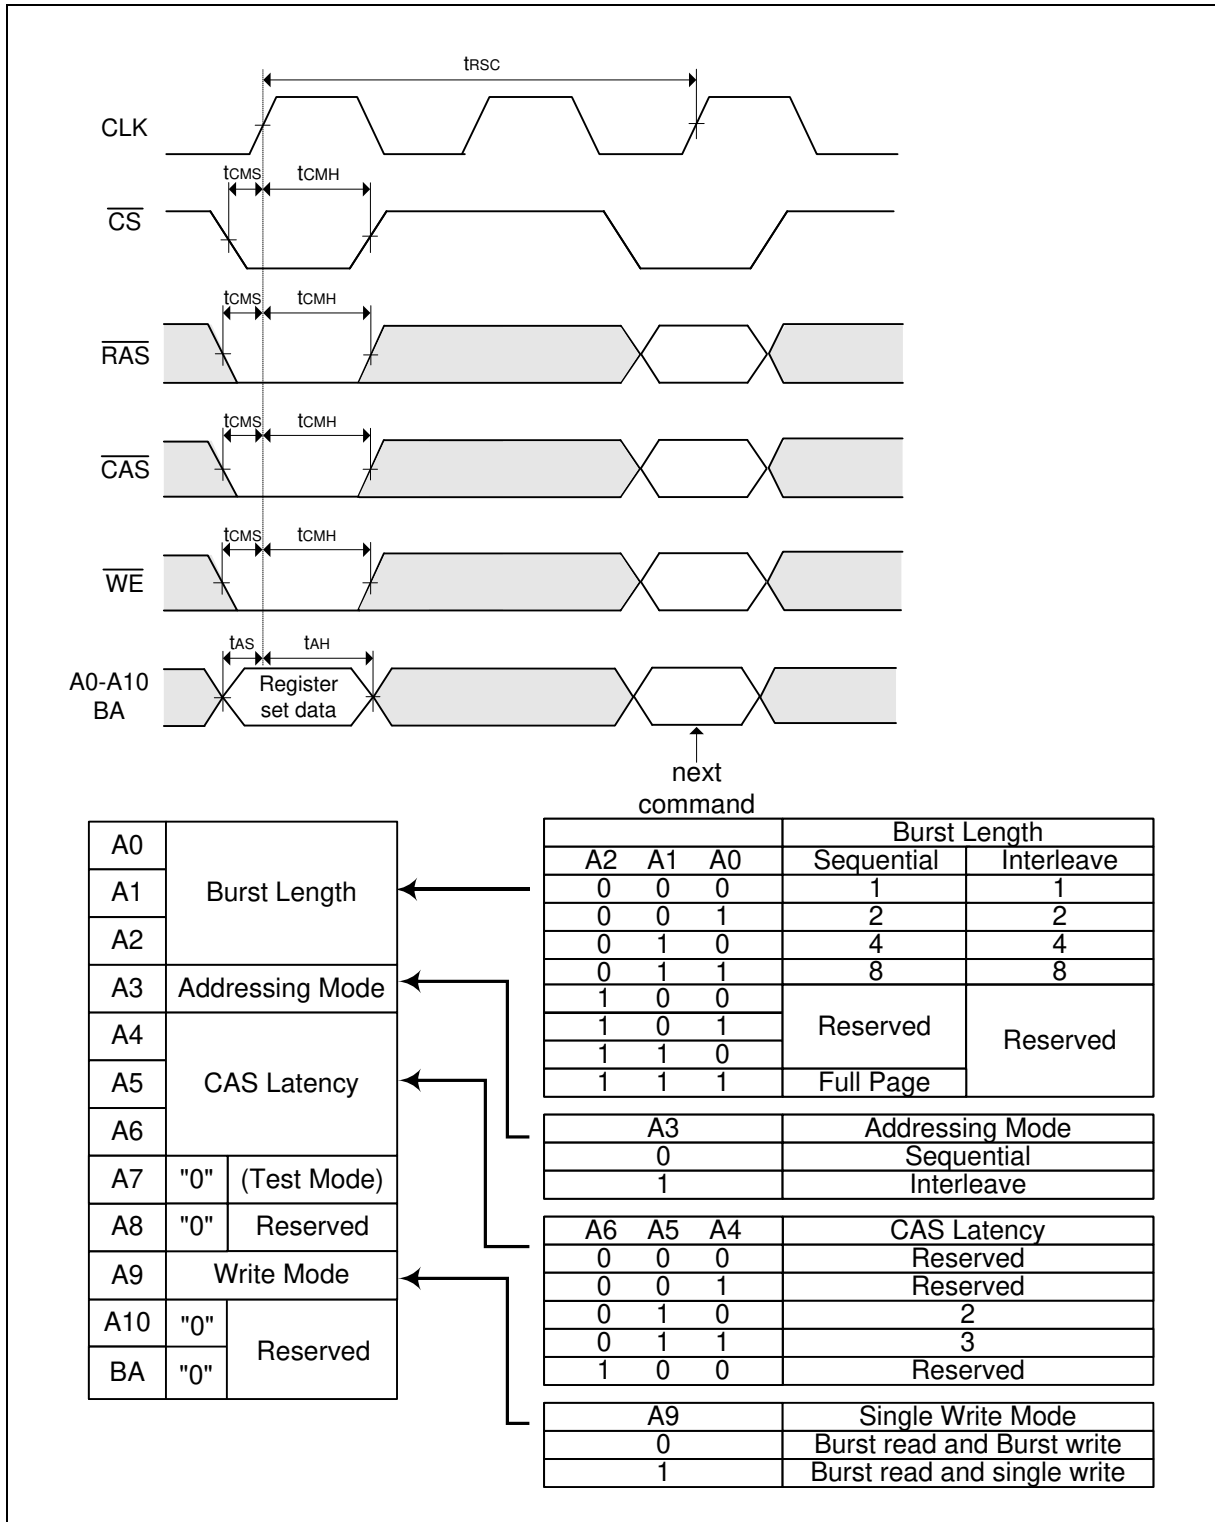 tRSC
CLK
tCMS tCMH
CS
tCMS tCMH
RAS
tCMS tCMH
CAS
tCMS tCMH
WE
tAS tAH
A0-A10
BA
Register
set data
next
command
A0
A1
A2
Burst Length
A3 Addressing Mode
A4
A5
A6
CAS Latency
A7 "0" (Test Mode)
A8 "0" Reserved
A9 Write Mode
A10 "0"
BA "0"
Reserved
Burst Length
A2 A1 A0 Sequential Interleave
0 0 0 1 1
0 0 1 2 2
0 1 0 4 4
0 1 1 8 8
1 0 0
1 0 1 Reserved Reserved
1 1 0
1 1 1 Full Page
A3 Addressing Mode
0 Sequential
1 Interleave
A6 A5 A4 CAS Latency
0 0 0 Reserved
0 0 1 Reserved
0 1 0 2
0 1 1 3
1 0 0 Reserved
A9 Single Write Mode
0 Burst read and Burst write
1 Burst read and single write